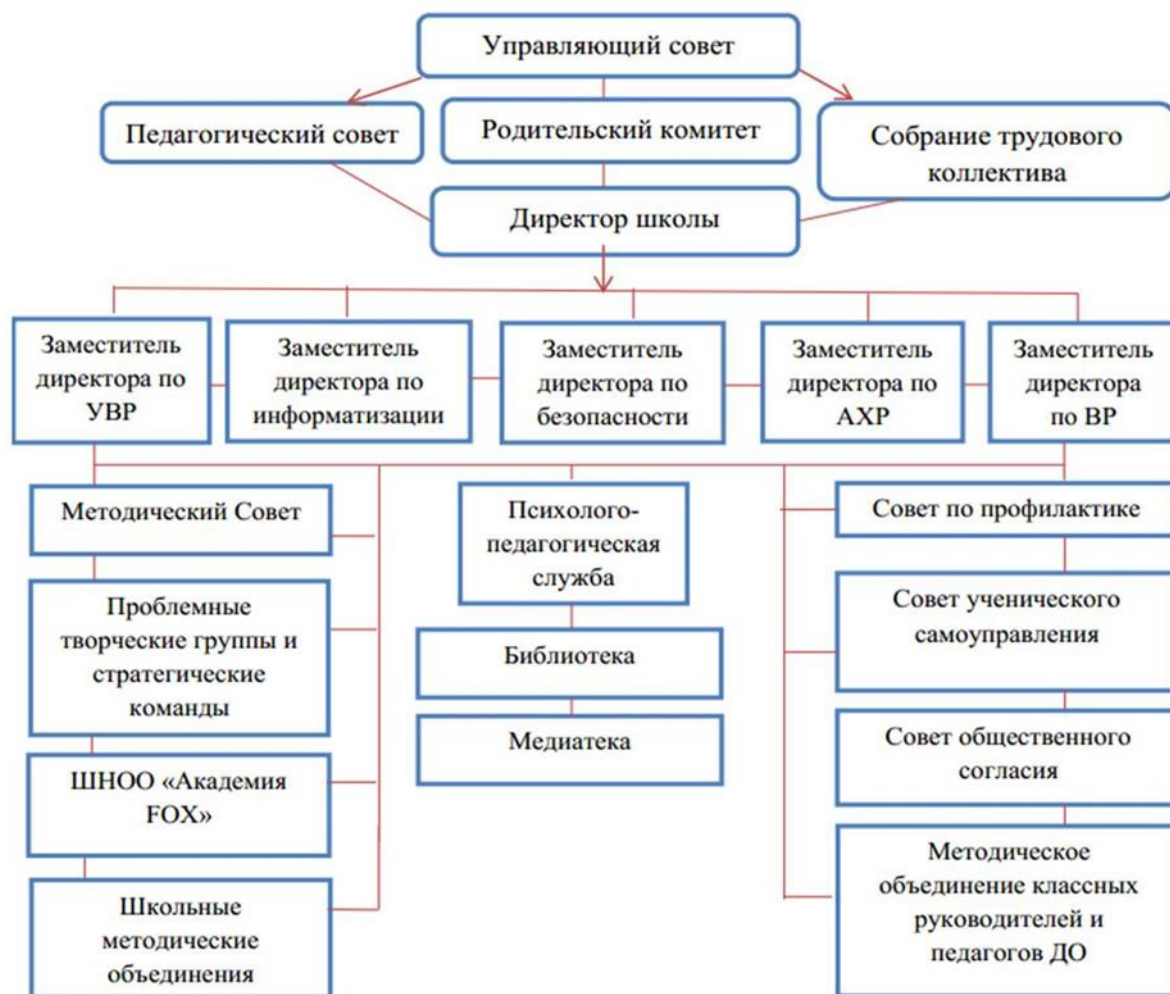 Управляющий совет
Педагогический совет
Родительский комитет
Собрание трудового
коллектива
Директор школы
Заместитель
директора по
УВР
Заместитель
директора по
информатизации
Заместитель
директора по
безопасности
Заместитель
директора по
АХР
Заместитель
директора
по ВР
Методический Совет
Проблемные
творческие группы и
стратегические
команды
ШНОО «Академия
FOX»
Школьные
методические
объединения
Психолого-
педагогическая
служба
Библиотека
Медиатека
Совет по профилактике
Совет ученического
самоуправления
Совет общественного
согласия
Методическое
объединение классных
руководителей и
педагогов ДО